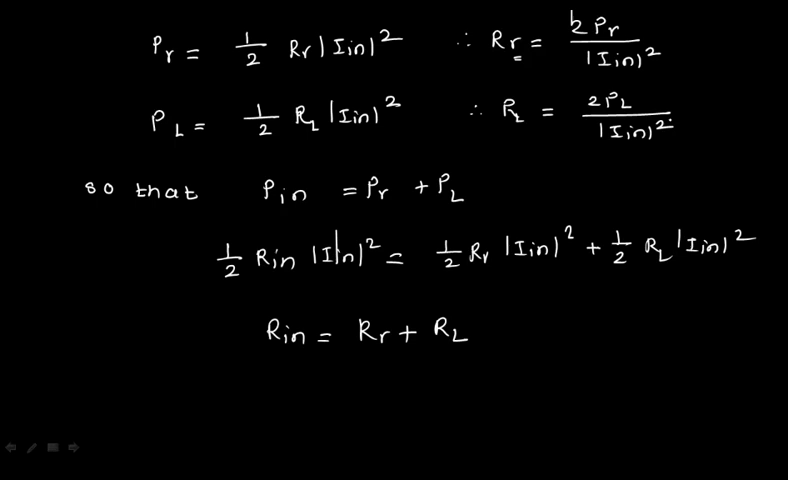 Pr = 1/2 Rr |Iin|² ∴ Rr = 2Pr / |Iin|²
PL = 1/2 RL |Iin|² ∴ RL = 2PL / |Iin|²
so that Pin = Pr + PL
1/2 Rin |Iin|² = 1/2 Rr |Iin|² + 1/2 RL |Iin|²
Rin = Rr + RL